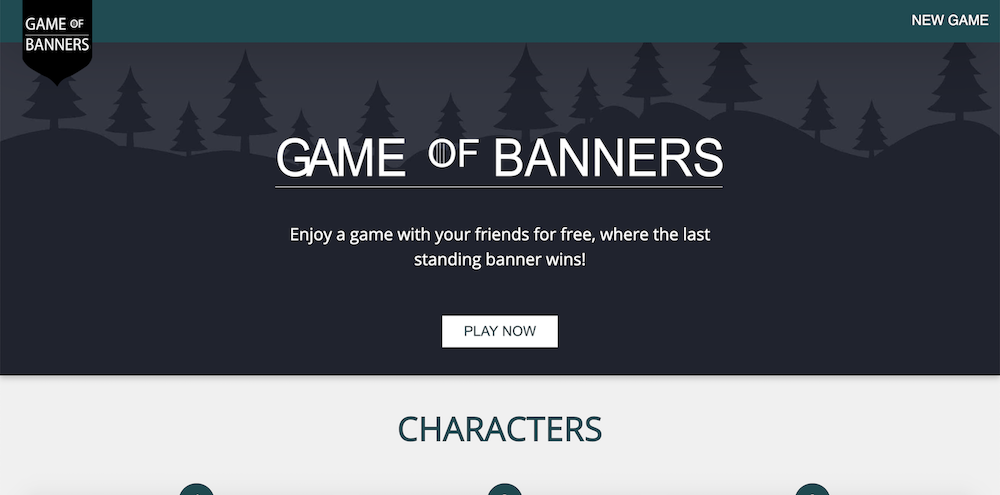 GAME OF
BANNERS
NEW GAME
GAME OF BANNERS
Enjoy a game with your friends for free, where the last
standing banner wins!
PLAY NOW
CHARACTERS